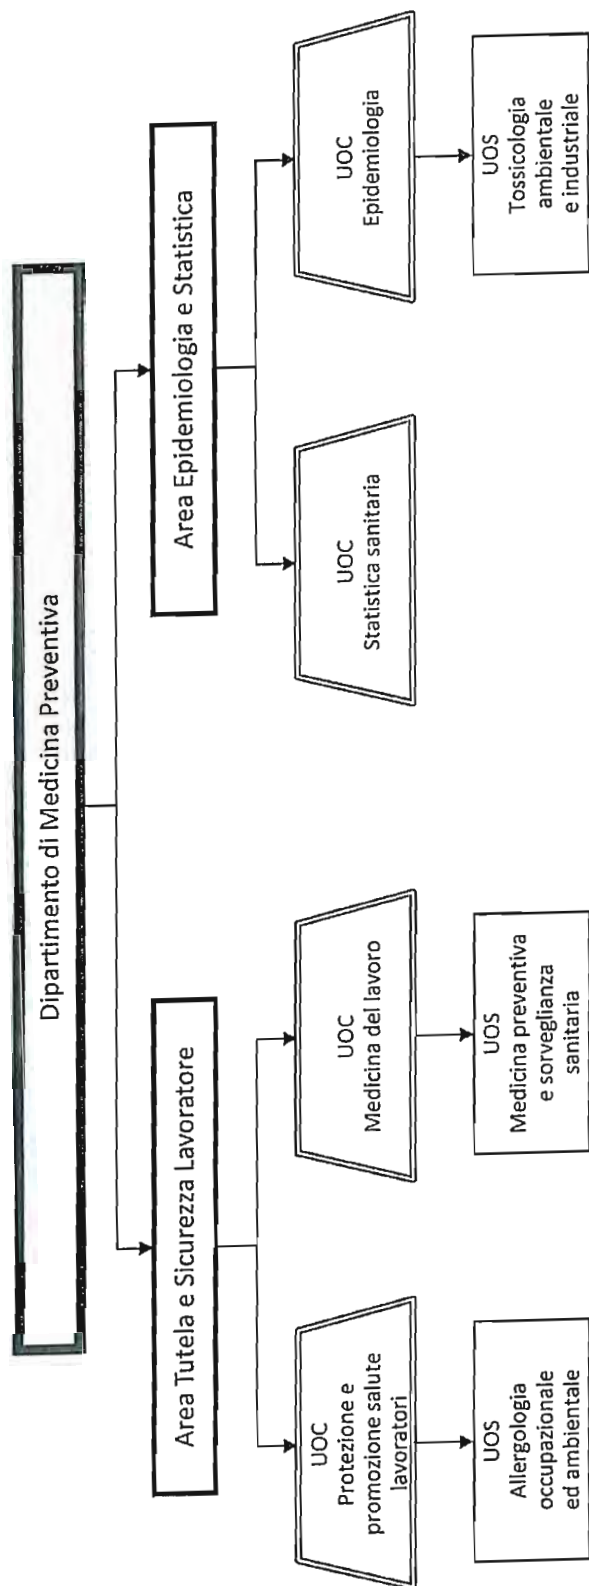 Dipartimento di Medicina Preventiva
Area Tutela e Sicurezza Lavoratore
Area Epidemiologia e Statistica
UOC
Protezione e
promozione salute
lavoratori
UOC
Medicina del lavoro
UOC
Statistica sanitaria
UOC
Epidemiologia
UOS
Allergologia
occupazionale
ed ambientale
UOS
Medicina preventiva
e sorveglianza
sanitaria
UOS
Tossicologia
ambientale
e industriale